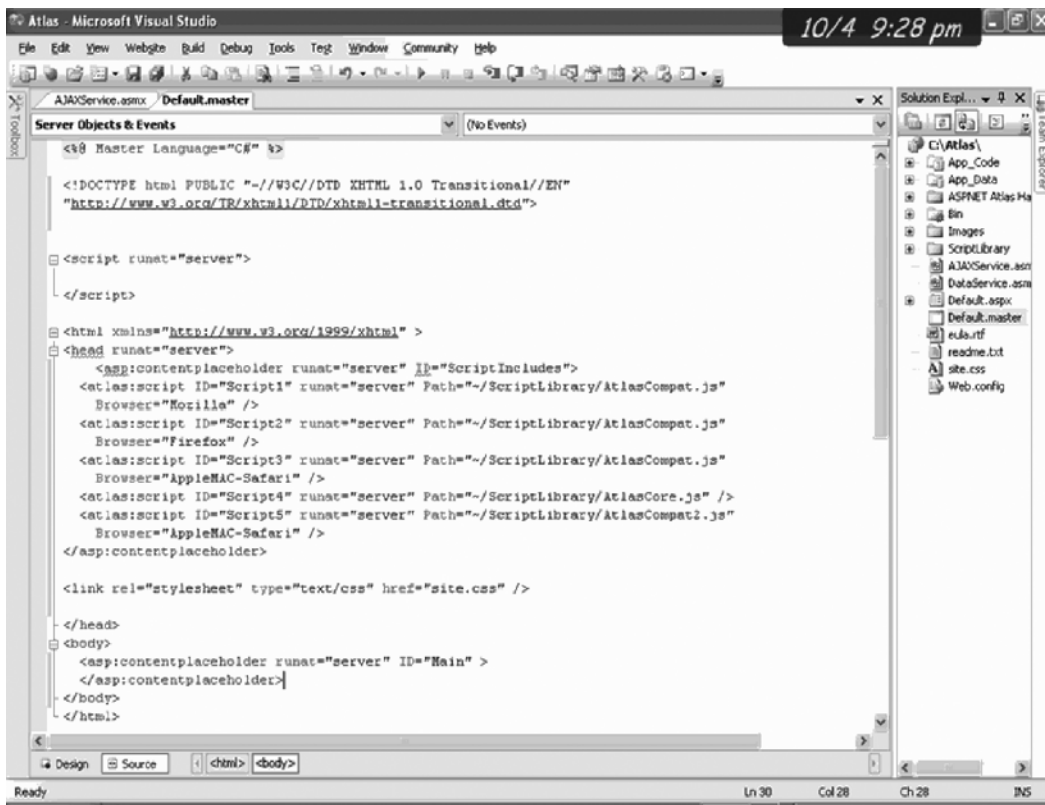 Atlas - Microsoft Visual Studio
10/4 9:28 pm
File Edit View Website Build Debug Tools Test Window Community Help
AJAXService.asmx Default.master
Server Objects & Events (No Events)
Toolbox
<%@ Master Language="C#" %>
<!DOCTYPE html PUBLIC "-//W3C//DTD XHTML 1.0 Transitional//EN"
"http://www.w3.org/TR/xhtml1/DTD/xhtml1-transitional.dtd">
<script runat="server">
</script>
<html xmlns="http://www.w3.org/1999/xhtml" >
<head runat="server">
<asp:contentplaceholder runat="server" ID="ScriptIncludes">
<atlas:script ID="Script1" runat="server" Path="~/ScriptLibrary/AtlasCompat.js"
Browser="Mozilla" />
<atlas:script ID="Script2" runat="server" Path="~/ScriptLibrary/AtlasCompat.js"
Browser="Firefox" />
<atlas:script ID="Script3" runat="server" Path="~/ScriptLibrary/AtlasCompat.js"
Browser="AppleMAC-Safari" />
<atlas:script ID="Script4" runat="server" Path="~/ScriptLibrary/AtlasCore.js" />
<atlas:script ID="Script5" runat="server" Path="~/ScriptLibrary/AtlasCompat2.js"
Browser="AppleMAC-Safari" />
</asp:contentplaceholder>
<link rel="stylesheet" type="text/css" href="site.css" />
</head>
<body>
<asp:contentplaceholder runat="server" ID="Main" >
</asp:contentplaceholder>
</body>
</html>
Design Source <html> <body>
Ready Ln 30 Col 28 Ch 28 INS
Solution Expl...
C:\Atlas\
App_Code
App_Data
ASPNET Atlas Ha
Bin
Images
ScriptLibrary
AJAXService.asm
DataService.asm
Default.aspx
Default.master
eula.rtf
readme.txt
site.css
Web.config
Team Explorer